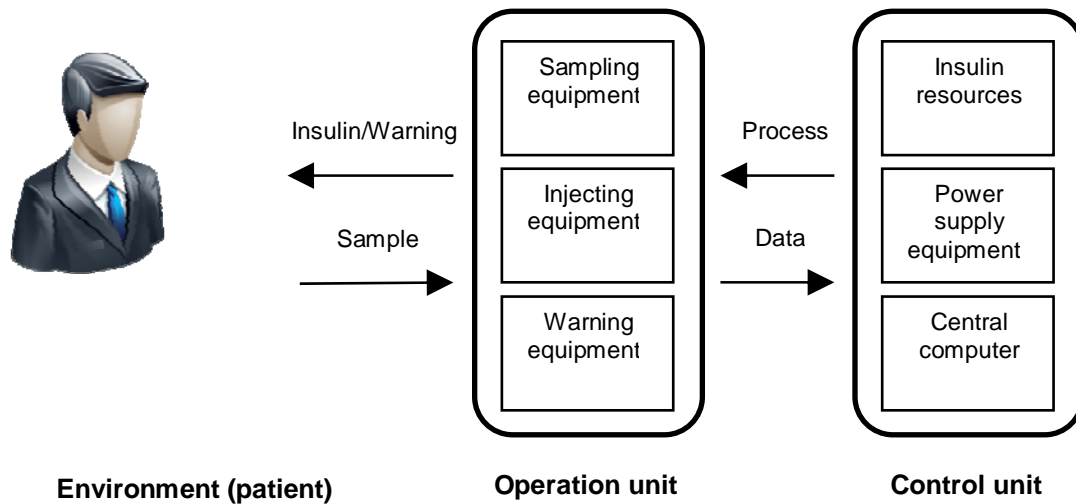 Insulin/Warning
Sample
Sampling
equipment
Injecting
equipment
Warning
equipment
Process
Data
Insulin
resources
Power
supply
equipment
Central
computer
Environment (patient)
Operation unit
Control unit